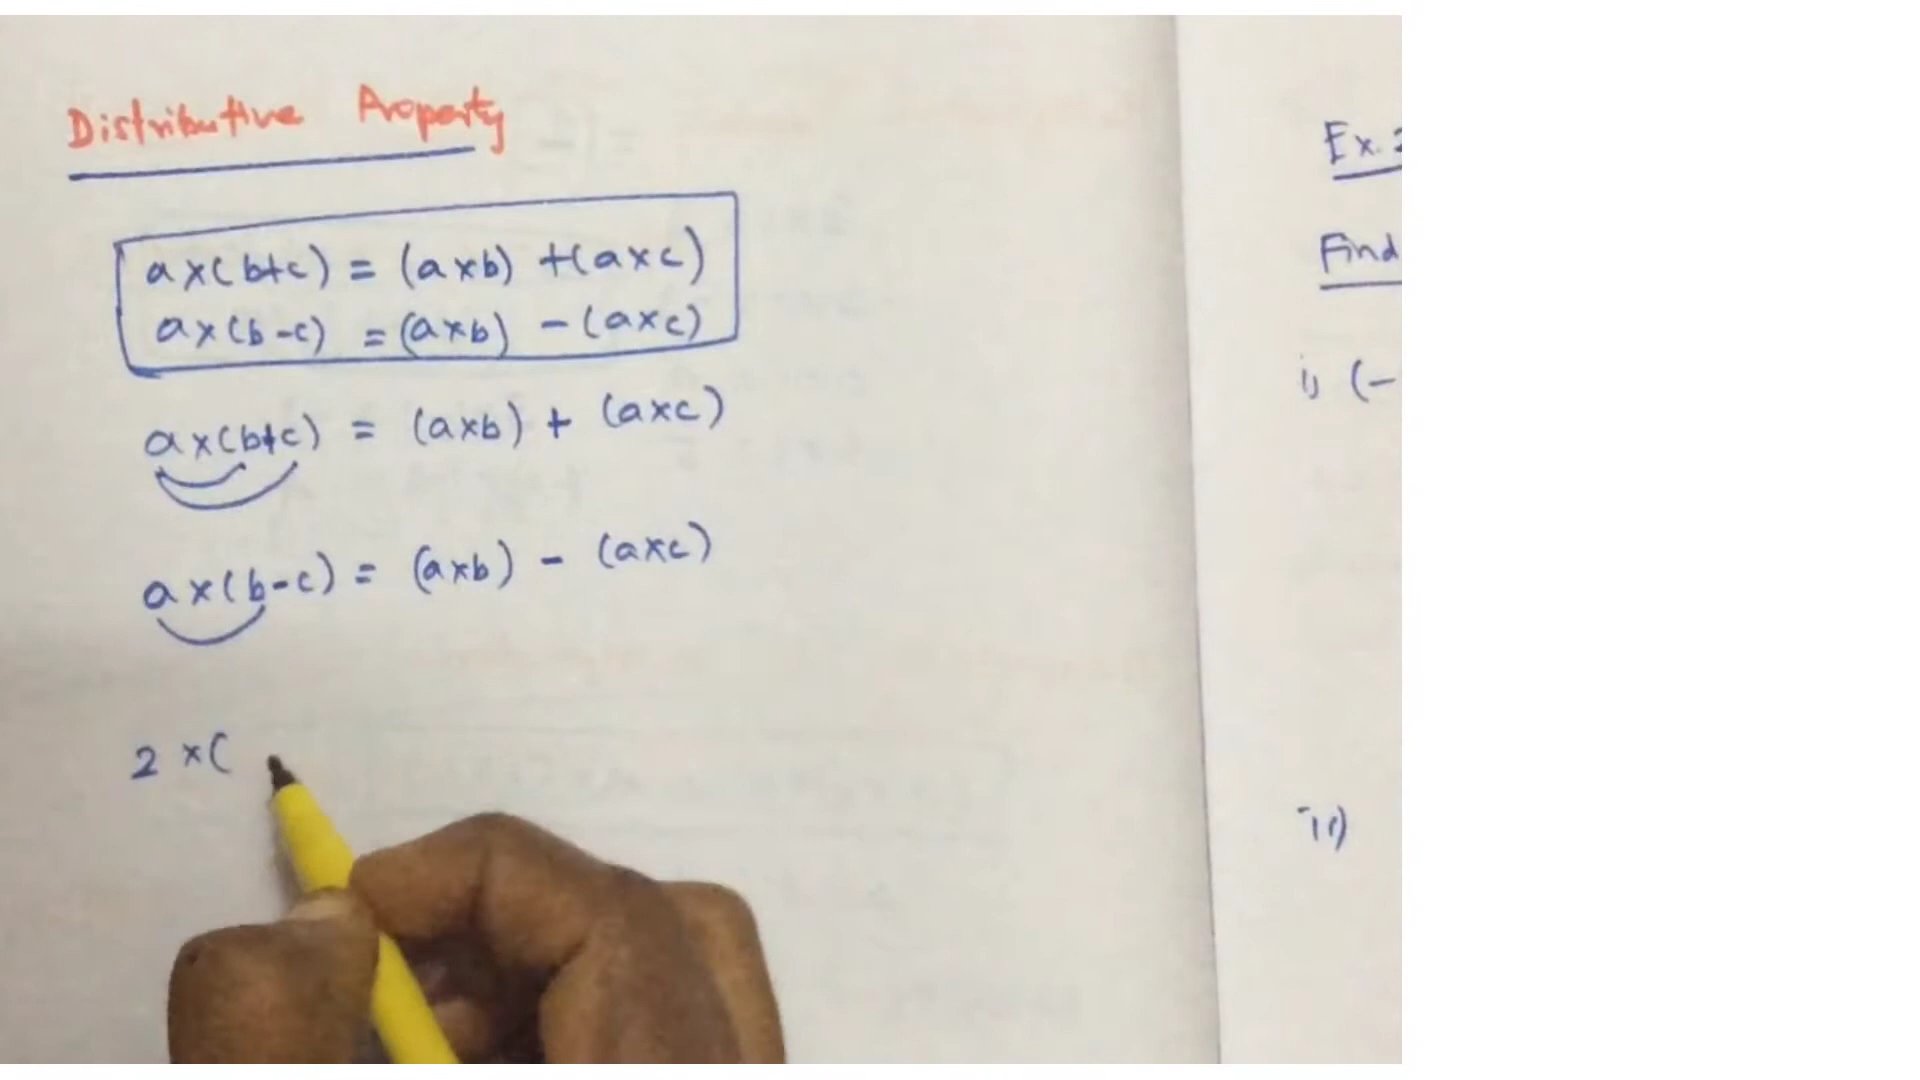 Distributive Property
a×(b+c) = (a×b) +(a×c)
a×(b-c) = (a×b) - (a×c)
a×(b+c) = (a×b) + (a×c)
a×(b-c) = (a×b) - (a×c)
2 ×(
Ex.
Find
i) (-
ii)